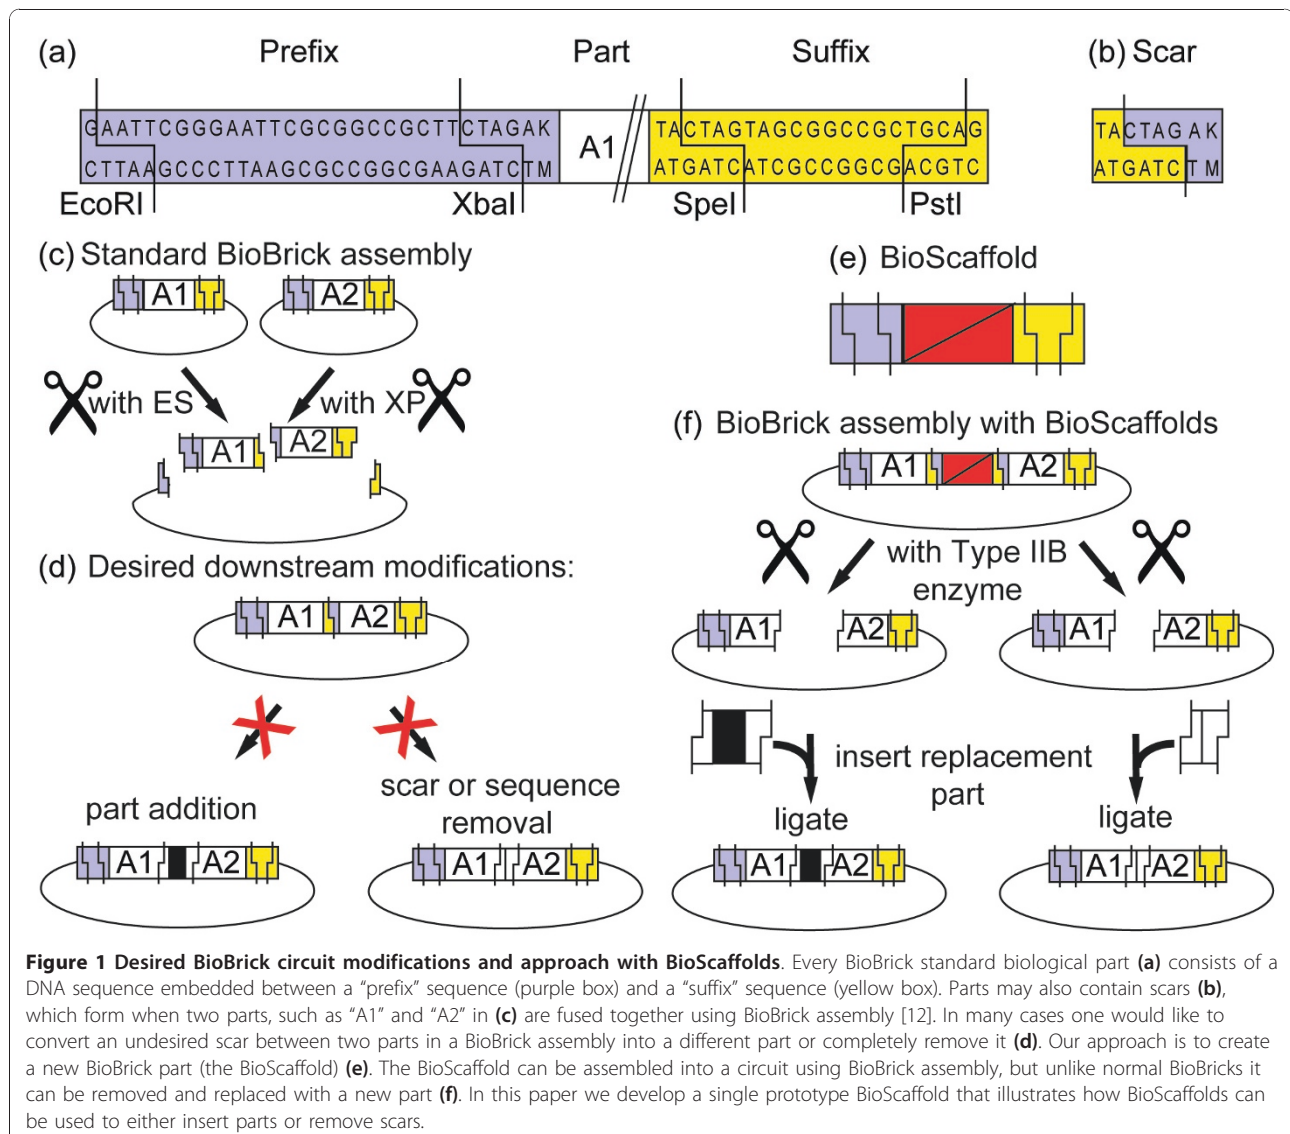 (a) Prefix Part Suffix (b) Scar
GAATTCGGGAATTCGCGGCCGCTTCTAGAK TACTAGTAGCGGCCGCTGCAG TACTAGAK
A1
CTTAAGCCCTTAAGCGCCGGCGAAGATCTM ATGATCATCGCCGGCGACGTC ATGATCTM
EcoRI XbaI SpeI PstI
(c) Standard BioBrick assembly
A1 A2
with ES with XP
A1 A2
(d) Desired downstream modifications:
A1 A2
part addition
scar or sequence
removal
A1 A2 A1 A2
(e) BioScaffold
(f) BioBrick assembly with BioScaffolds
A1 A2
with Type IIB
enzyme
A1 A2 A1 A2
insert replacement
part
ligate ligate
A1 A2 A1 A2
Figure 1 Desired BioBrick circuit modifications and approach with BioScaffolds. Every BioBrick standard biological part (a) consists of a
DNA sequence embedded between a “prefix” sequence (purple box) and a “suffix” sequence (yellow box). Parts may also contain scars (b),
which form when two parts, such as “A1” and “A2” in (c) are fused together using BioBrick assembly [12]. In many cases one would like to
convert an undesired scar between two parts in a BioBrick assembly into a different part or completely remove it (d). Our approach is to create
a new BioBrick part (the BioScaffold) (e). The BioScaffold can be assembled into a circuit using BioBrick assembly, but unlike normal BioBricks it
can be removed and replaced with a new part (f). In this paper we develop a single prototype BioScaffold that illustrates how BioScaffolds can
be used to either insert parts or remove scars.